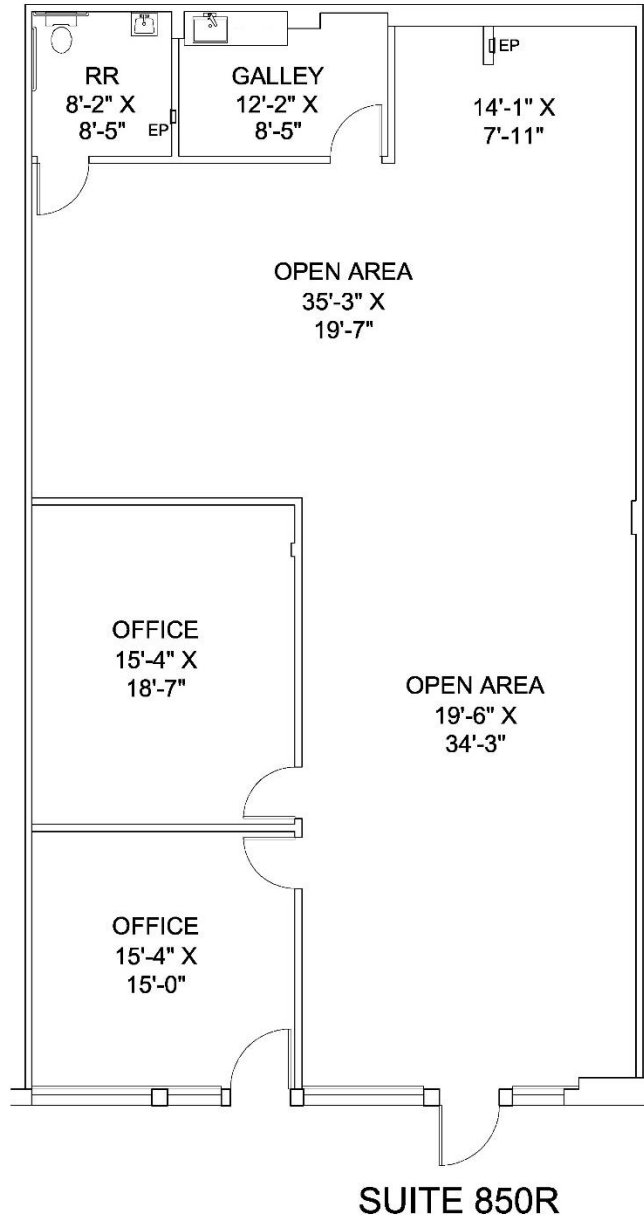 RR
8'-2" X
8'-5"
EP
GALLEY
12'-2" X
8'-5"
EP
14'-1" X
7'-11"
OPEN AREA
35'-3" X
19'-7"
OFFICE
15'-4" X
18'-7"
OPEN AREA
19'-6" X
34'-3"
OFFICE
15'-4" X
15'-0"
SUITE 850R